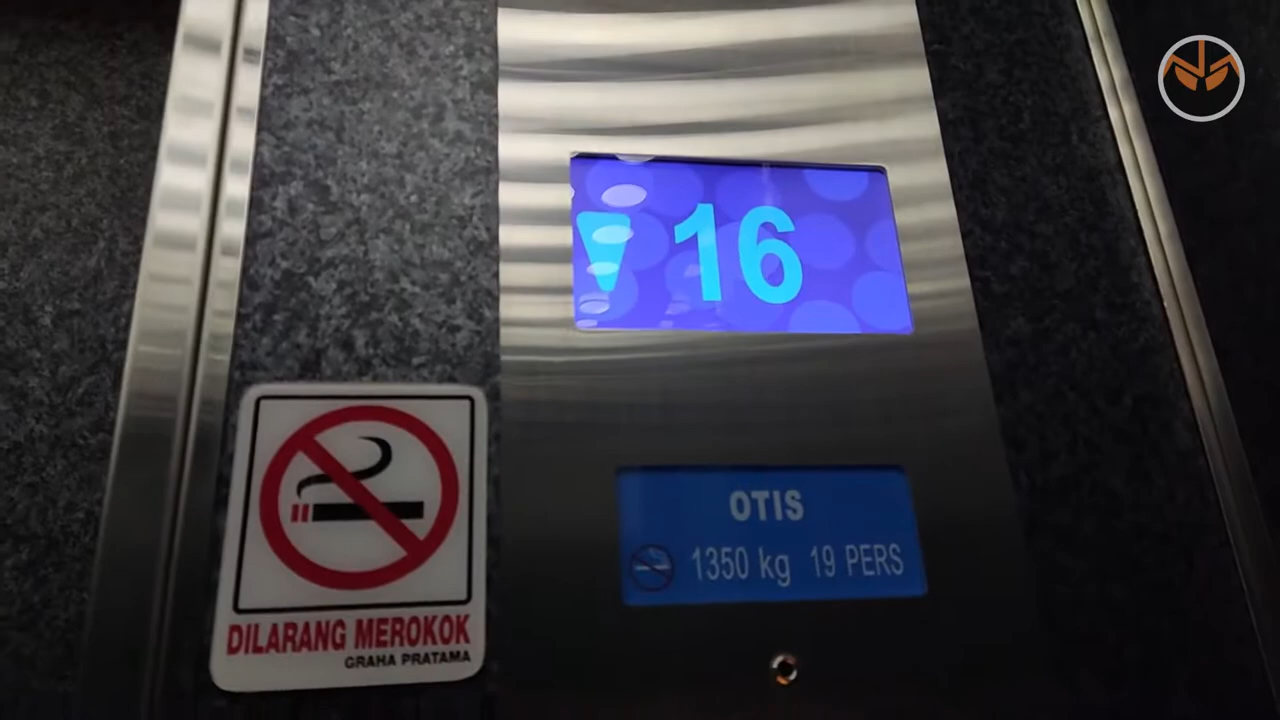 16
OTIS
1350 kg 19 PERS
DILARANG MEROKOK
GRAHA PRATAMA